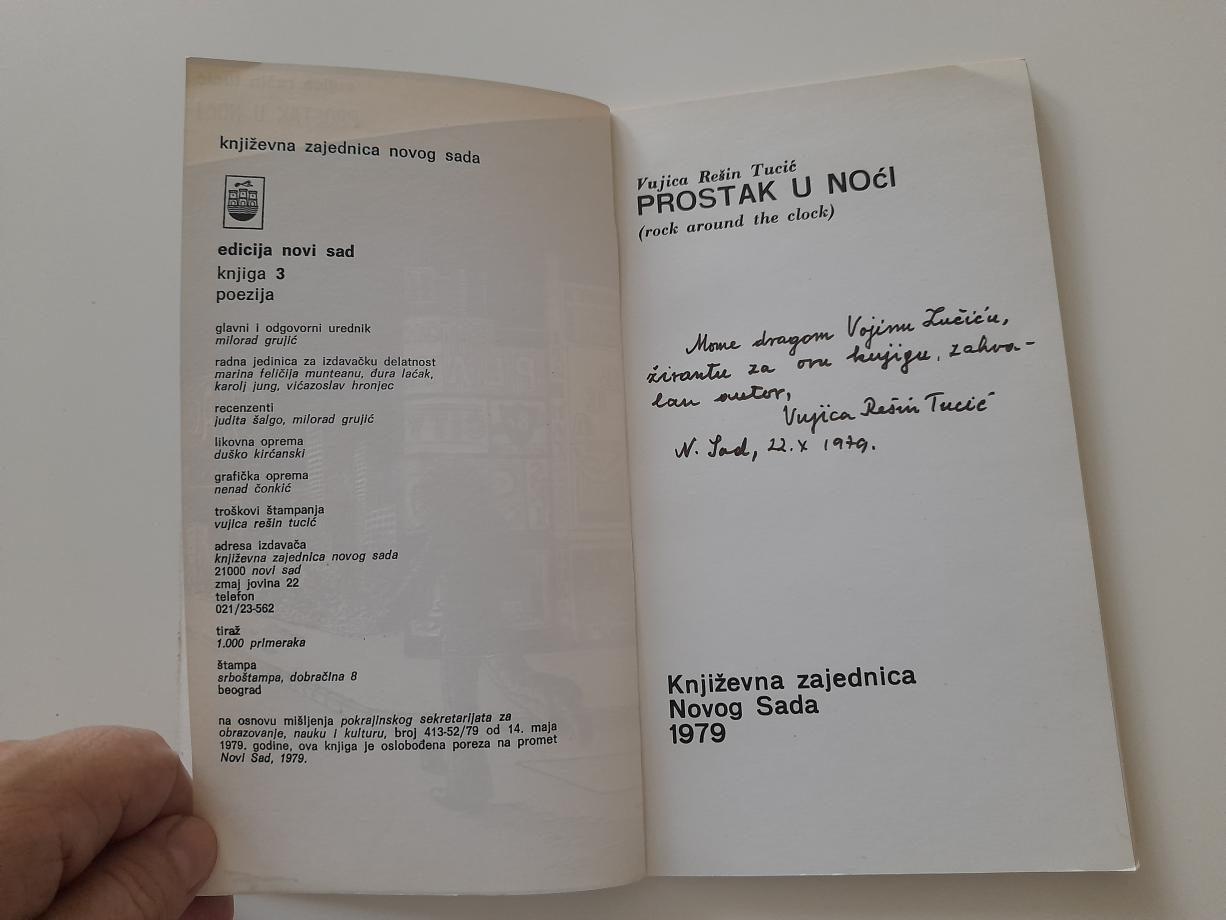 književna zajednica novog sada
edicija novi sad
knjiga 3
poezija
glavni i odgovorni urednik
milorad grujić
radna jedinica za izdavačku delatnost
marina feličija munteanu, đura laćak,
karolj jung, vićazoslav hronjec
recenzenti
judita šalgo, milorad grujić
likovna oprema
duško kirćanski
grafička oprema
nenad čonkić
troškovi štampanja
vujica rešin tucić
adresa izdavača
književna zajednica novog sada
21000 novi sad
zmaj jovina 22
telefon
021/23-562
tiraž
1.000 primeraka
štampa
srboštampa, dobračina 8
beograd
na osnovu mišljenja pokrajinskog sekretarijata za
obrazovanje, nauku i kulturu, broj 413-52/79 od 14. maja
1979. godine, ova knjiga je oslobođena poreza na promet
Novi Sad, 1979.
Vujica Rešin Tucić
PROSTAK U NOćI
(rock around the clock)
Mome dragom Vojinu Lučiću,
žirantu za ovu knjigu, zahva-
lan autor,
Vujica Rešin Tucić
N. Sad, 22. X 1979.
Književna zajednica
Novog Sada
1979